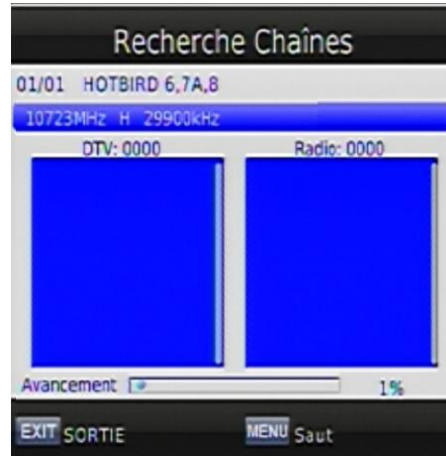 Recherche Chaînes
01/01 HOTBIRD 6,7A,8
10723MHz H 29900kHz
DTV: 0000 Radio: 0000
Avancement 1%
EXIT SORTIE MENU Saut